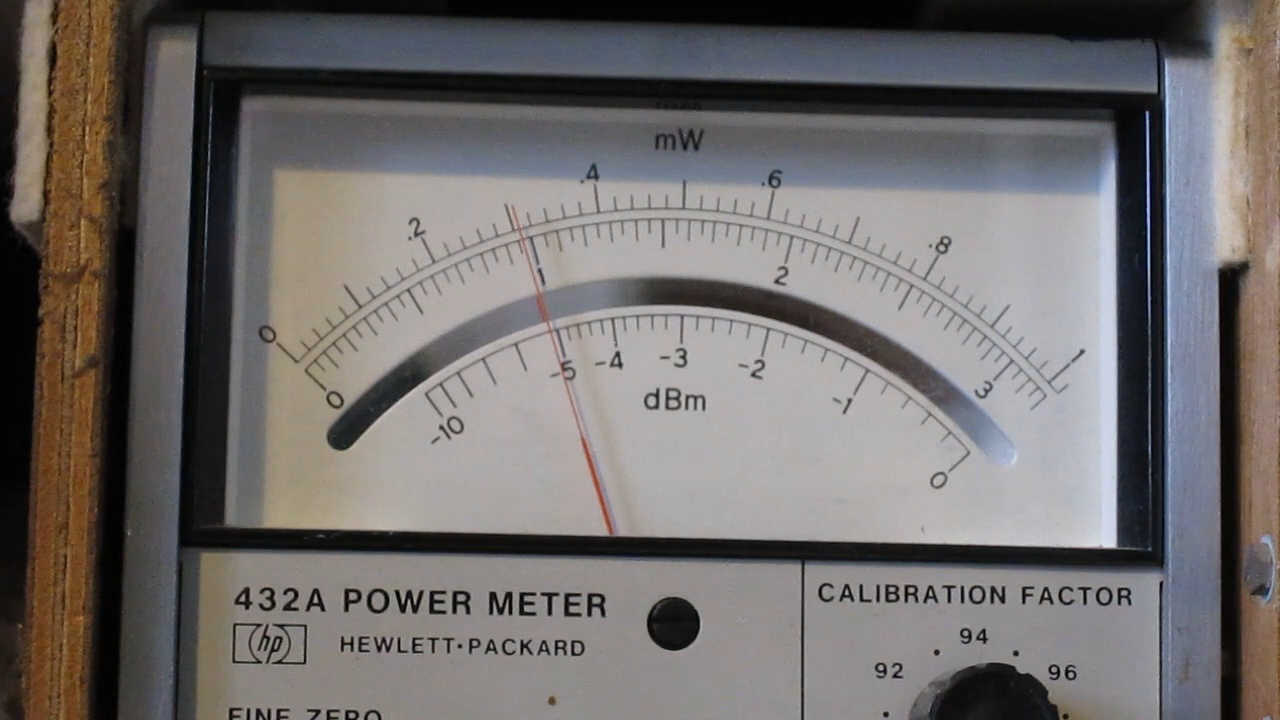 mW
0 .2 .4 .6 .8 1
0 1 2 3
-10 -5 -4 -3 -2 -1 0
dBm
432A POWER METER
hp HEWLETT·PACKARD
FINE ZERO
CALIBRATION FACTOR
92 94 96